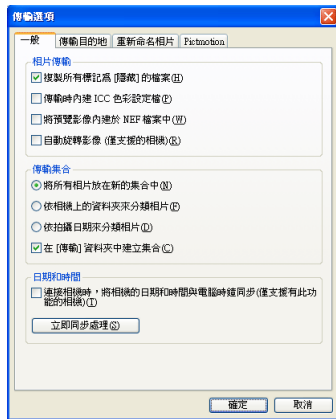 傳輸選項
一般 傳輸目的地 重新命名相片 Pictmotion
相片傳輸
複製所有標記為 [隱藏] 的檔案(H)
傳輸時內建 ICC 色彩設定檔(P)
將預覽影像內建於 NEF 檔案中(W)
自動旋轉影像 (僅支援的相機)(R)
傳輸集合
將所有相片放在新的集合中(N)
依相機上的資料夾來分類相片(F)
依拍攝日期來分類相片(D)
在 [傳輸] 資料夾中建立集合(C)
日期和時間
連接相機時，將相機的日期和時間與電腦時鐘同步(僅支援有此功
能的相機)(T)
立即同步處理(S)
確定 取消